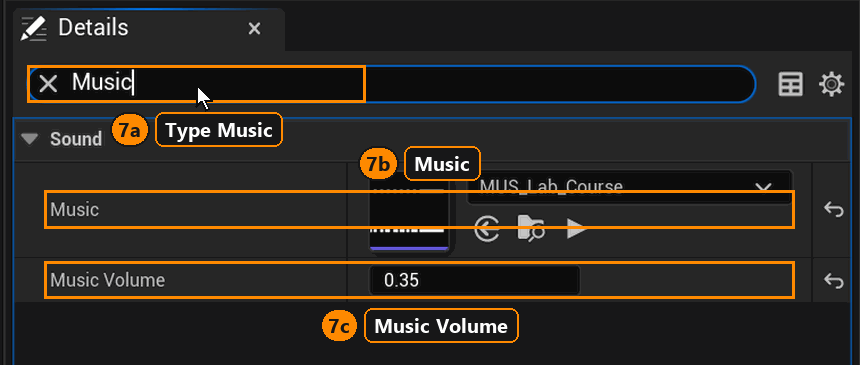 Details
Music
7a Type Music
Sound
7b Music
MUS_Lab_Course
Music
Music Volume
0.35
7c Music Volume